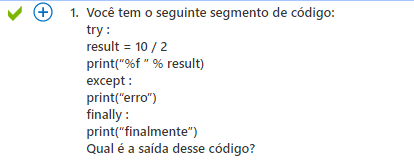 1. Você tem o seguinte segmento de código:
try :
result = 10 / 2
print(“%f ” % result)
except :
print(“erro”)
finally :
print(“finalmente”)
Qual é a saída desse código?